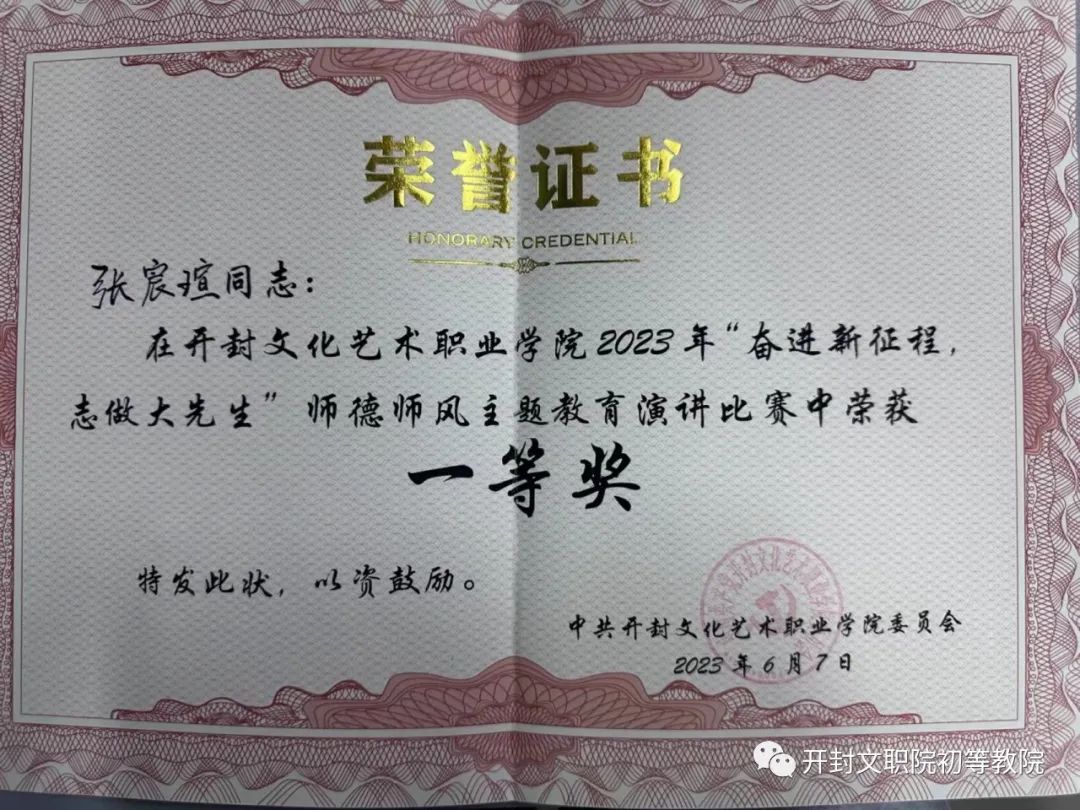 荣誉证书
HONORARY CREDENTIAL
张宸瑄同志：
在开封文化艺术职业学院2023年“奋进新征程，
志做大先生”师德师风主题教育演讲比赛中荣获
一等奖
特发此状，以资鼓励。
中共开封文化艺术职业学院委员会
2023年6月7日
开封文职院初等教院